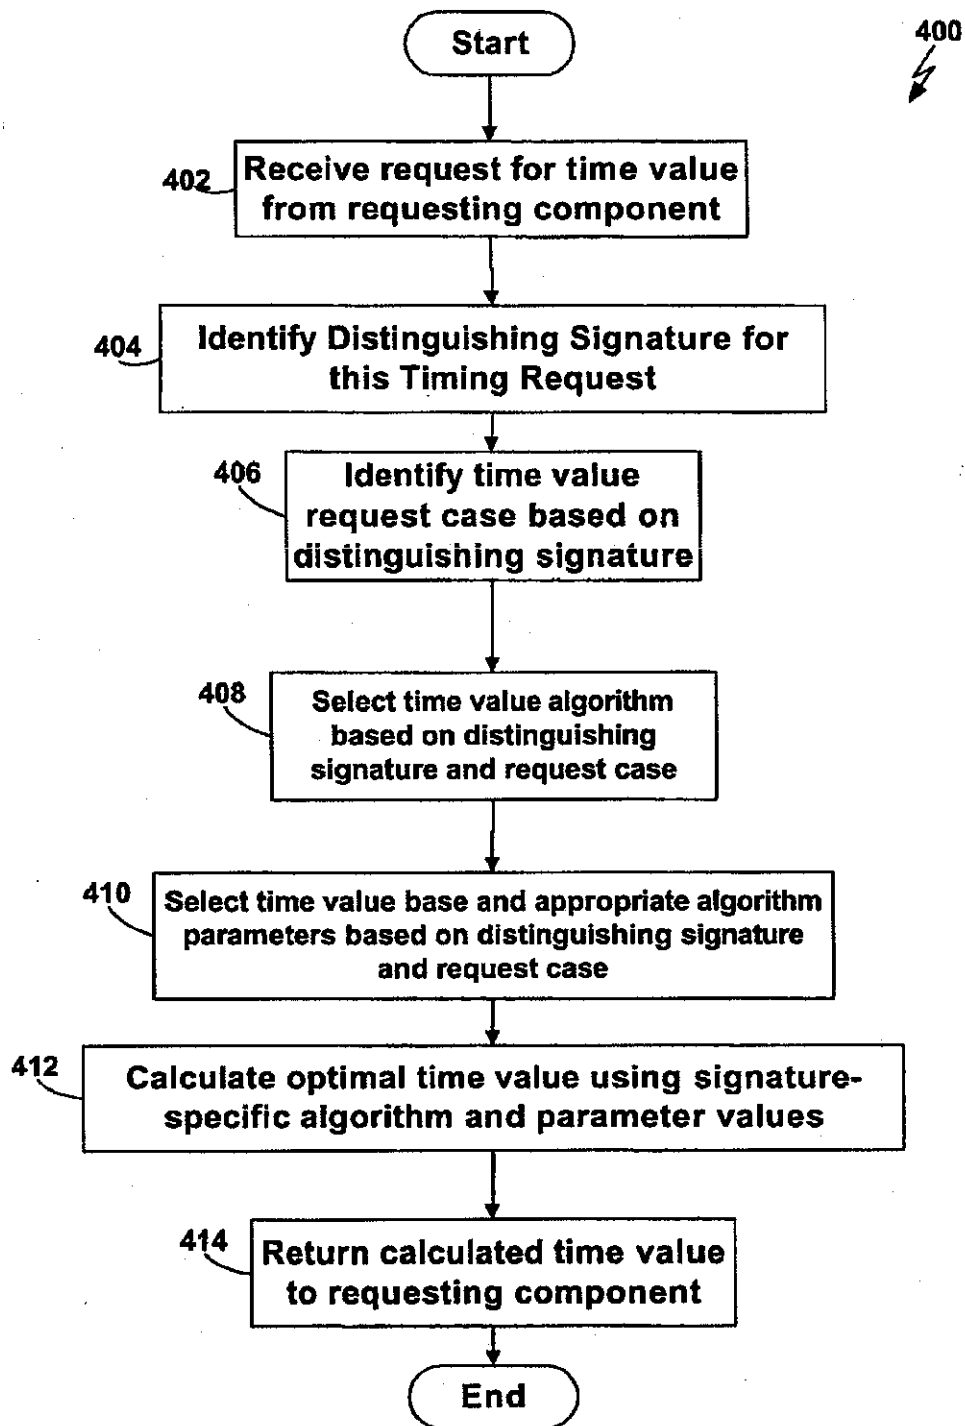 Start
400
402
Receive request for time value
from requesting component
404
Identify Distinguishing Signature for
this Timing Request
406
Identify time value
request case based on
distinguishing signature
408
Select time value algorithm
based on distinguishing
signature and request case
410
Select time value base and appropriate algorithm
parameters based on distinguishing signature
and request case
412
Calculate optimal time value using signature-
specific algorithm and parameter values
414
Return calculated time value
to requesting component
End